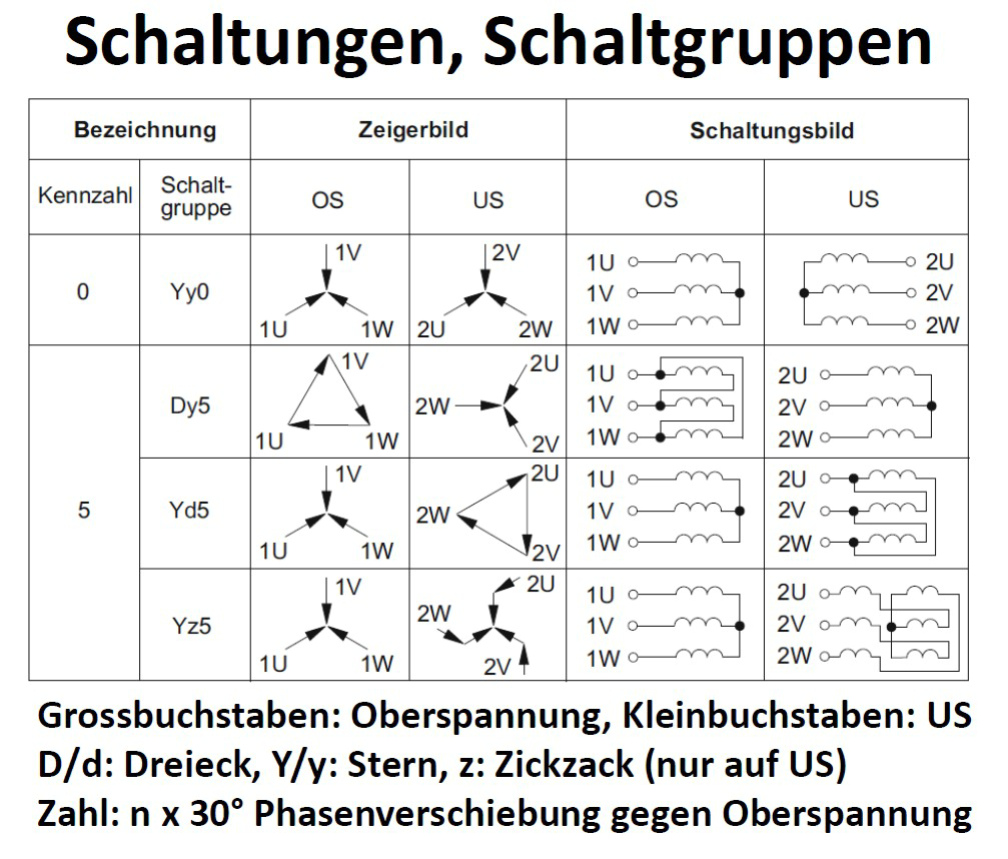 Schaltungen, Schaltgruppen
Bezeichnung Zeigerbild Schaltungsbild
Kennzahl Schalt-
gruppe OS US OS US
0 Yy0
1V
1U 1W
2V
2U 2W
1U
1V
1W
2U
2V
2W
5
Dy5
1V
1U 1W
2U
2W
2V
1U
1V
1W
2U
2V
2W
Yd5
1V
1U 1W
2U
2W
2V
1U
1V
1W
2U
2V
2W
Yz5
1V
1U 1W
2U
2W
2V
1U
1V
1W
2U
2V
2W
Grossbuchstaben: Oberspannung, Kleinbuchstaben: US
D/d: Dreieck, Y/y: Stern, z: Zickzack (nur auf US)
Zahl: n x 30° Phasenverschiebung gegen Oberspannung